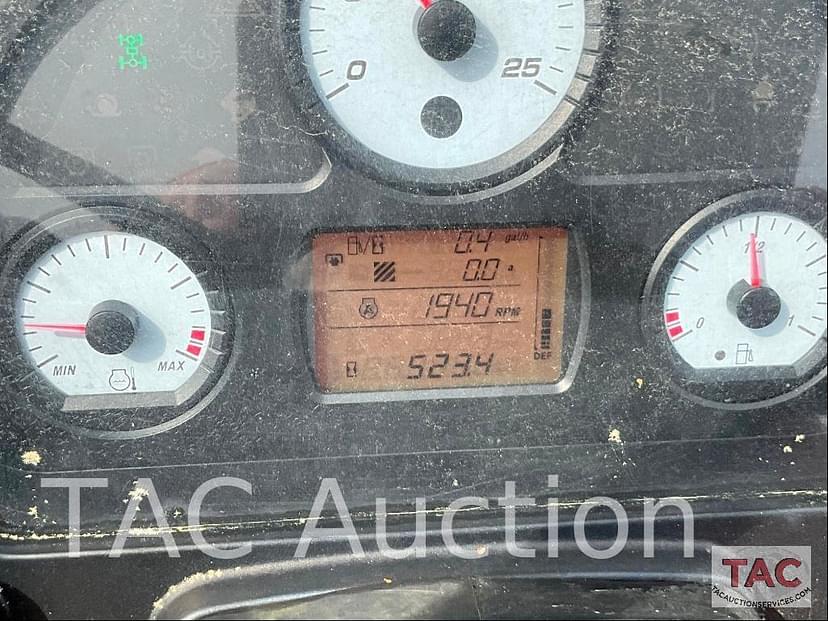 0 25
0.4 gal/h
0.0 a
1940 RPM
523.4
DEF
MIN MAX
1/2
0 1
TAC Auction
TAC
TACAUCTIONSERVICES.COM